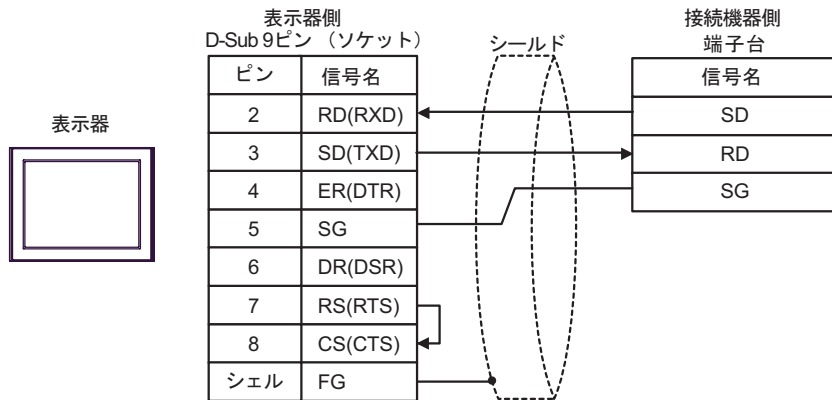 表示器側
D-Sub 9ピン （ソケット）
シールド
接続機器側
端子台
表示器
ピン 信号名
2 RD(RXD)
3 SD(TXD)
4 ER(DTR)
5 SG
6 DR(DSR)
7 RS(RTS)
8 CS(CTS)
シェル FG
信号名
SD
RD
SG